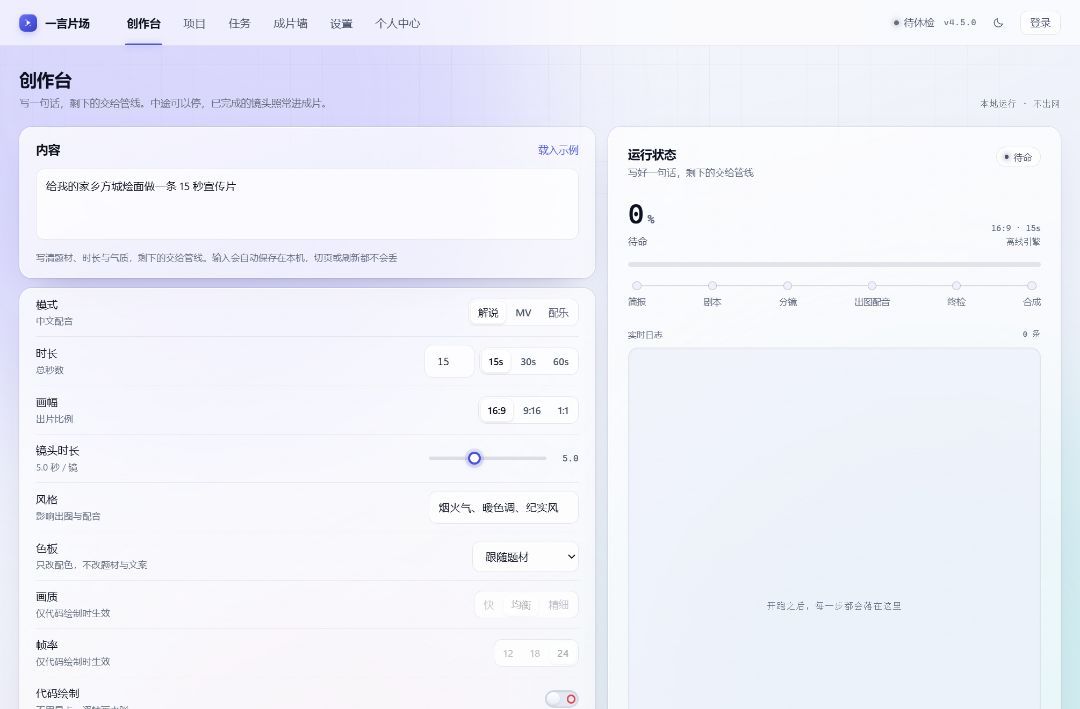 一言片场
创作台 项目 任务 成片墙 设置 个人中心
待体检 v4.5.0 登录
创作台
写一句话，剩下的交给管线。中途可以停，已完成的镜头照常进成片。
本地运行 · 不出网
内容
载入示例
给我的家乡方城烩面做一条 15 秒宣传片
写清题材、时长与气质，剩下的交给管线。输入会自动保存在本机，切页或刷新都不会丢
模式
中文配音
解说 MV 配乐
时长
总秒数
15 15s 30s 60s
画幅
出片比例
16:9 9:16 1:1
镜头时长
5.0 秒 / 镜
5.0
风格
影响出图与配音
烟火气、暖色调、纪实风
色板
只改配色，不改题材与文案
跟随题材
画质
仅代码绘制时生效
快 均衡 精细
帧率
仅代码绘制时生效
12 18 24
代码绘制
运行状态
写好一句话，剩下的交给管线
待命
0 %
待命
16:9 · 15s
离线引擎
简报 剧本 分镜 出图配音 终检 合成
实时日志
0 条
开跑之后，每一步都会落在这里